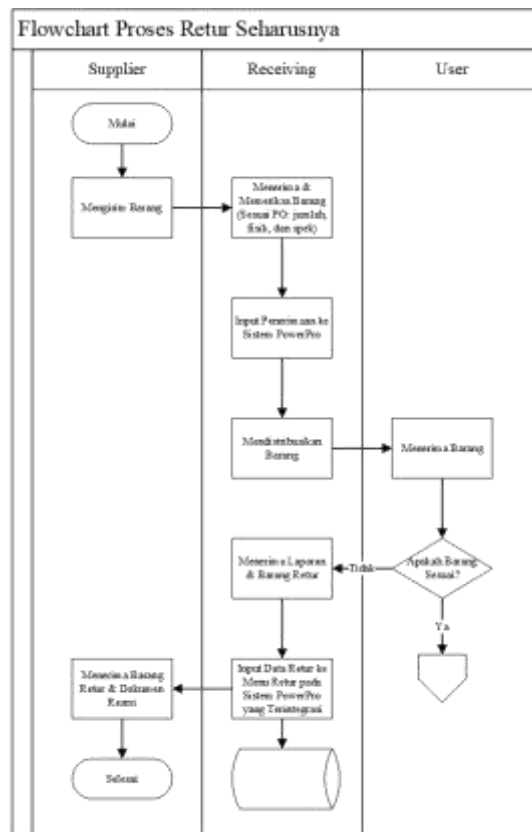 Flowchart Proses Retur Seharusnya
Supplier
Receiving
User
Mulai
Mengirim Barang
Menerima &
Memeriksa Barang
(Sesuai PO: jumlah,
fisik, dan spek)
Input Penerimaan ke
Sistem PowerPro
Mendistribusikan
Barang
Menerima Barang
Apakah Barang
Sesuai?
Tidak
Ya
Menerima Laporan
& Barang Retur
Input Data Retur ke
Menu Retur pada
Sistem PowerPro
yang Terintegrasi
Menerima Barang
Retur & Dokumen
Resmi
Selesai